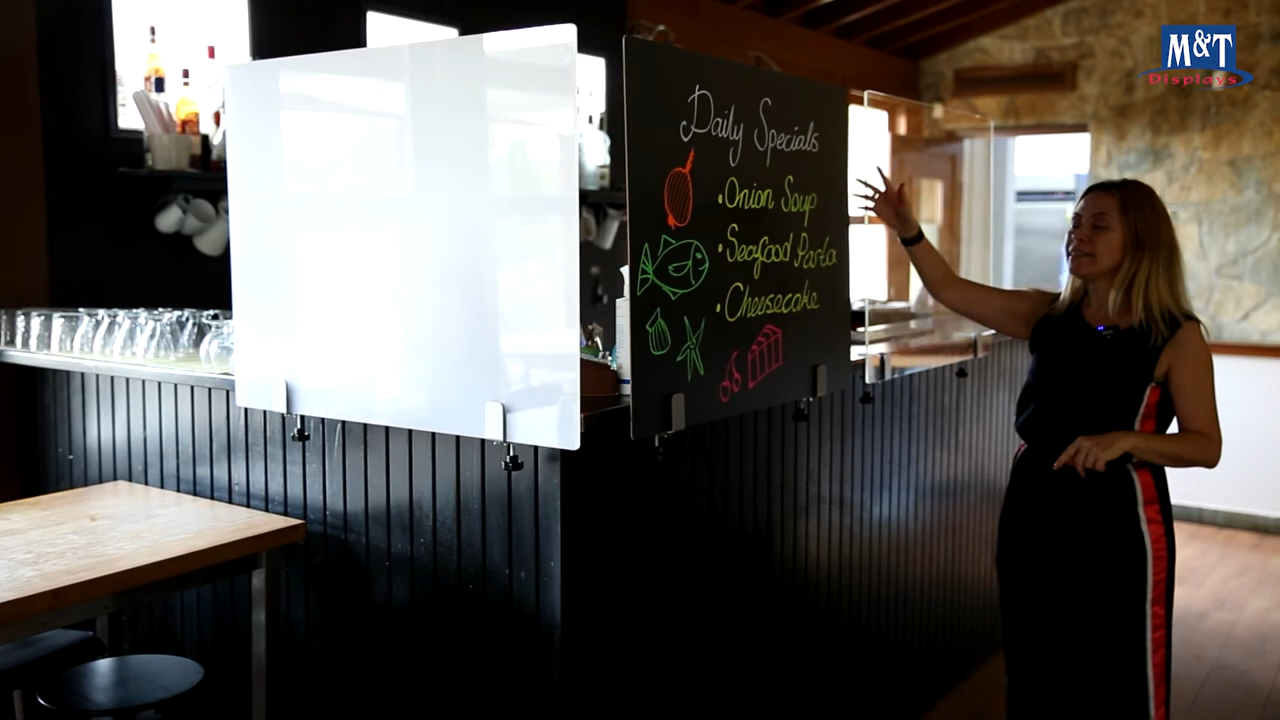 M&T
Displays
Daily Specials
•Onion Soup
•Seafood Pasta
•Cheesecake